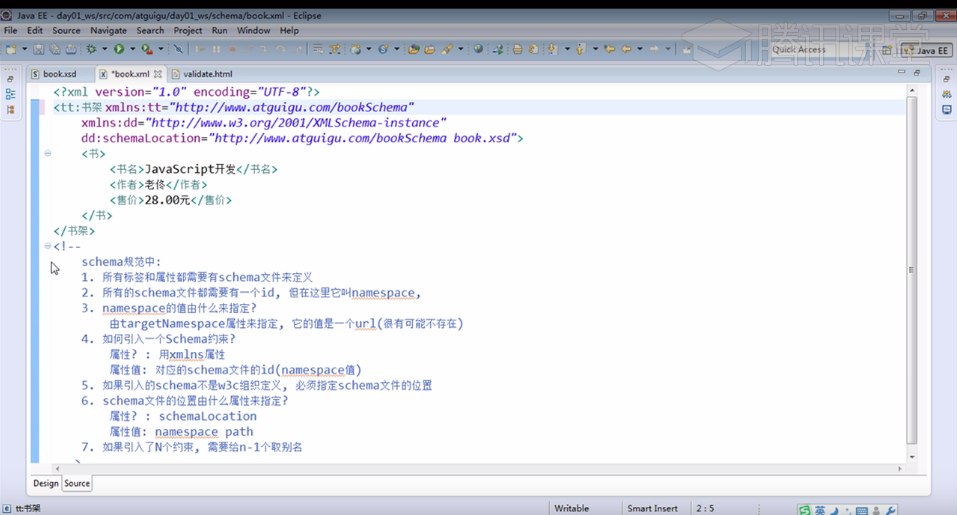 Java EE - day01_ws/src/com/atguigu/day01_ws/schema/book.xml - Eclipse
File Edit Source Navigate Search Project Run Window Help
腾讯课堂
Quick Access
Java EE
book.xsd *book.xml validate.html
<?xml version="1.0" encoding="UTF-8"?>
<tt:书架 xmlns:tt="http://www.atguigu.com/bookSchema"
xmlns:dd="http://www.w3.org/2001/XMLSchema-instance"
dd:schemaLocation="http://www.atguigu.com/bookSchema book.xsd">
<书>
<书名>JavaScript开发</书名>
<作者>老佟</作者>
<售价>28.00元</售价>
</书>
</书架>
<!--
schema规范中:
1. 所有标签和属性都需要有schema文件来定义
2. 所有的schema文件都需要有一个id, 但在这里它叫namespace,
3. namespace的值由什么来指定?
由targetNamespace属性来指定, 它的值是一个url(很有可能不存在)
4. 如何引入一个Schema约束?
属性? : 用xmlns属性
属性值: 对应的schema文件的id(namespace值)
5. 如果引入的schema不是w3c组织定义, 必须指定schema文件的位置
6. schema文件的位置由什么属性来指定?
属性? : schemaLocation
属性值: namespace path
7. 如果引入了N个约束, 需要给n-1个取别名
Design Source
tt:书架
Writable
Smart Insert
2 : 5
英